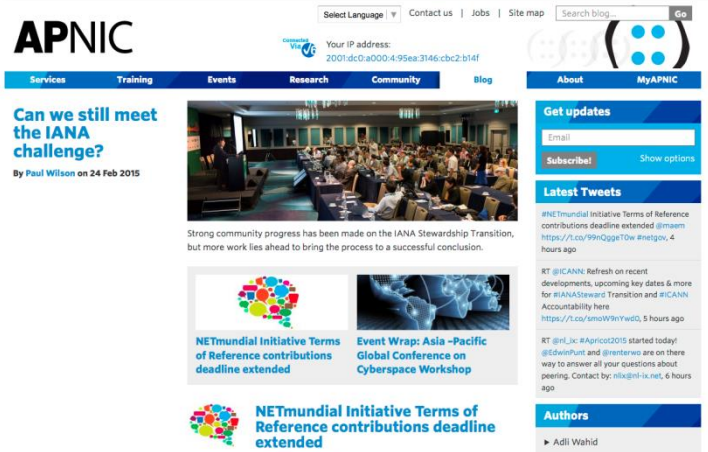 APNIC
Select Language ▼
Contact us | Jobs | Site map
Search blog...
Go
Connected Via v6
Your IP address:
2001:dc0:a000:4:95ea:3146:cbc2:b14f
Services Training Events Research Community Blog About MyAPNIC
Can we still meet
the IANA
challenge?
By Paul Wilson on 24 Feb 2015
Strong community progress has been made on the IANA Stewardship Transition,
but more work lies ahead to bring the process to a successful conclusion.
NETmundial Initiative Terms
of Reference contributions
deadline extended
Event Wrap: Asia –Pacific
Global Conference on
Cyberspace Workshop
NETmundial Initiative Terms of
Reference contributions deadline
extended
Get updates
Email
Subscribe!
Show options
Latest Tweets
#NETmundial Initiative Terms of Reference
contributions deadline extended @maem
https://t.co/99nQggeT0w #netgov, 4
hours ago
RT @ICANN: Refresh on recent
developments, upcoming key dates & more
for #IANASteward Transition and #ICANN
Accountability here
https://t.co/smoW9nYwdO, 5 hours ago
RT @nl_ix: #Apricot2015 started today!
@EdwinPunt and @renterwo are on there
way to answer all your questions about
peering. Contact by: nlix@nl-ix.net, 6 hours
ago
Authors
▶ Adli Wahid